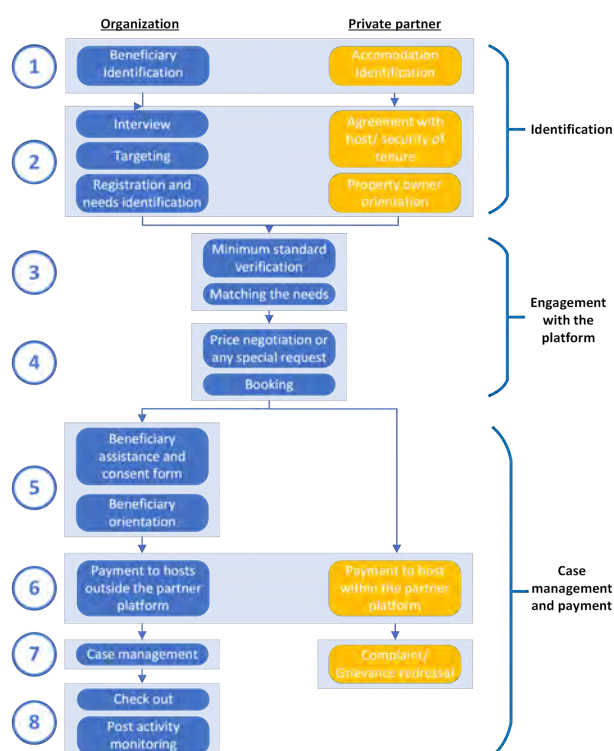 Organization
Private partner
1
Beneficiary
Identification
Accomodation
Identification
2
Interview
Targeting
Registration and
needs identification
Agreement with
host/ security of
tenure
Property owner
orientation
Identification
3
Minimum standard
verification
Matching the needs
4
Price negotiation or
any special request
Booking
Engagement
with the
platform
5
Beneficiary
assistance and
consent form
Beneficiary
orientation
6
Payment to hosts
outside the partner
platform
Payment to host
within the partner
platform
7
Case management
Complaint/
Grievance redressal
8
Check out
Post activity
monitoring
Case
management
and payment